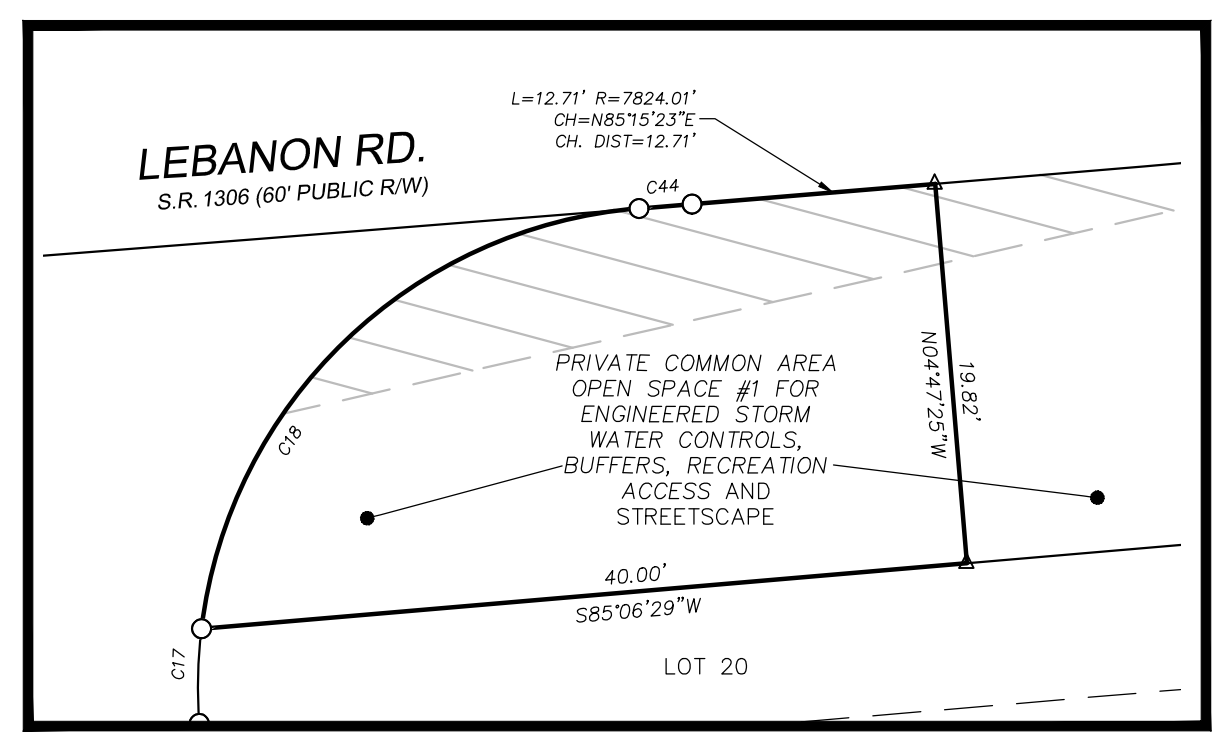 L=12.71' R=7824.01'
CH=N85°15'23"E
CH. DIST=12.71'
LEBANON RD.
S.R. 1306 (60' PUBLIC R/W)
C44
PRIVATE COMMON AREA
OPEN SPACE #1 FOR
ENGINEERED STORM
WATER CONTROLS,
BUFFERS, RECREATION
ACCESS AND
STREETSCAPE
N04°47'25"W
19.82'
C18
40.00'
S85°06'29"W
C17
LOT 20